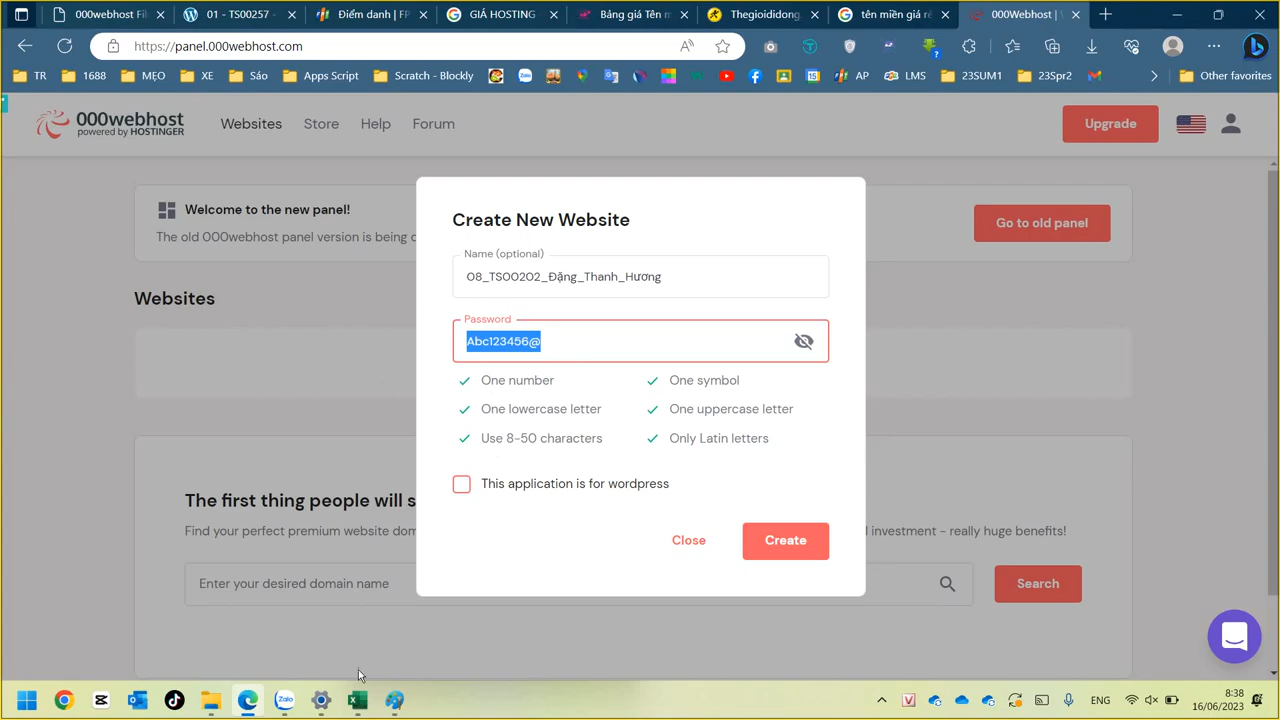 000webhost Fil
01 - TS00257 -
Điểm danh | FP
GIÁ HOSTING -
Bảng giá Tên m
Thegioididong
tên miền giá rẻ
000Webhost |
https://panel.000webhost.com
TR
1688
MẸO
XE
Sáo
Apps Script
Scratch - Blockly
AP
LMS
23SUM1
23Spr2
Other favorites
000webhost
powered by HOSTINGER
Websites
Store
Help
Forum
Upgrade
Welcome to the new panel!
The old 000webhost panel version is being
Go to old panel
Websites
Create New Website
Name (optional)
08_TS00202_Đặng_Thanh_Hương
Password
Abc123456@
One number
One symbol
One lowercase letter
One uppercase letter
Use 8-50 characters
Only Latin letters
This application is for wordpress
Close
Create
The first thing people will s
Find your perfect premium website dom
investment - really huge benefits!
Enter your desired domain name
Search
Zalo
ENG
8:38
16/06/2023